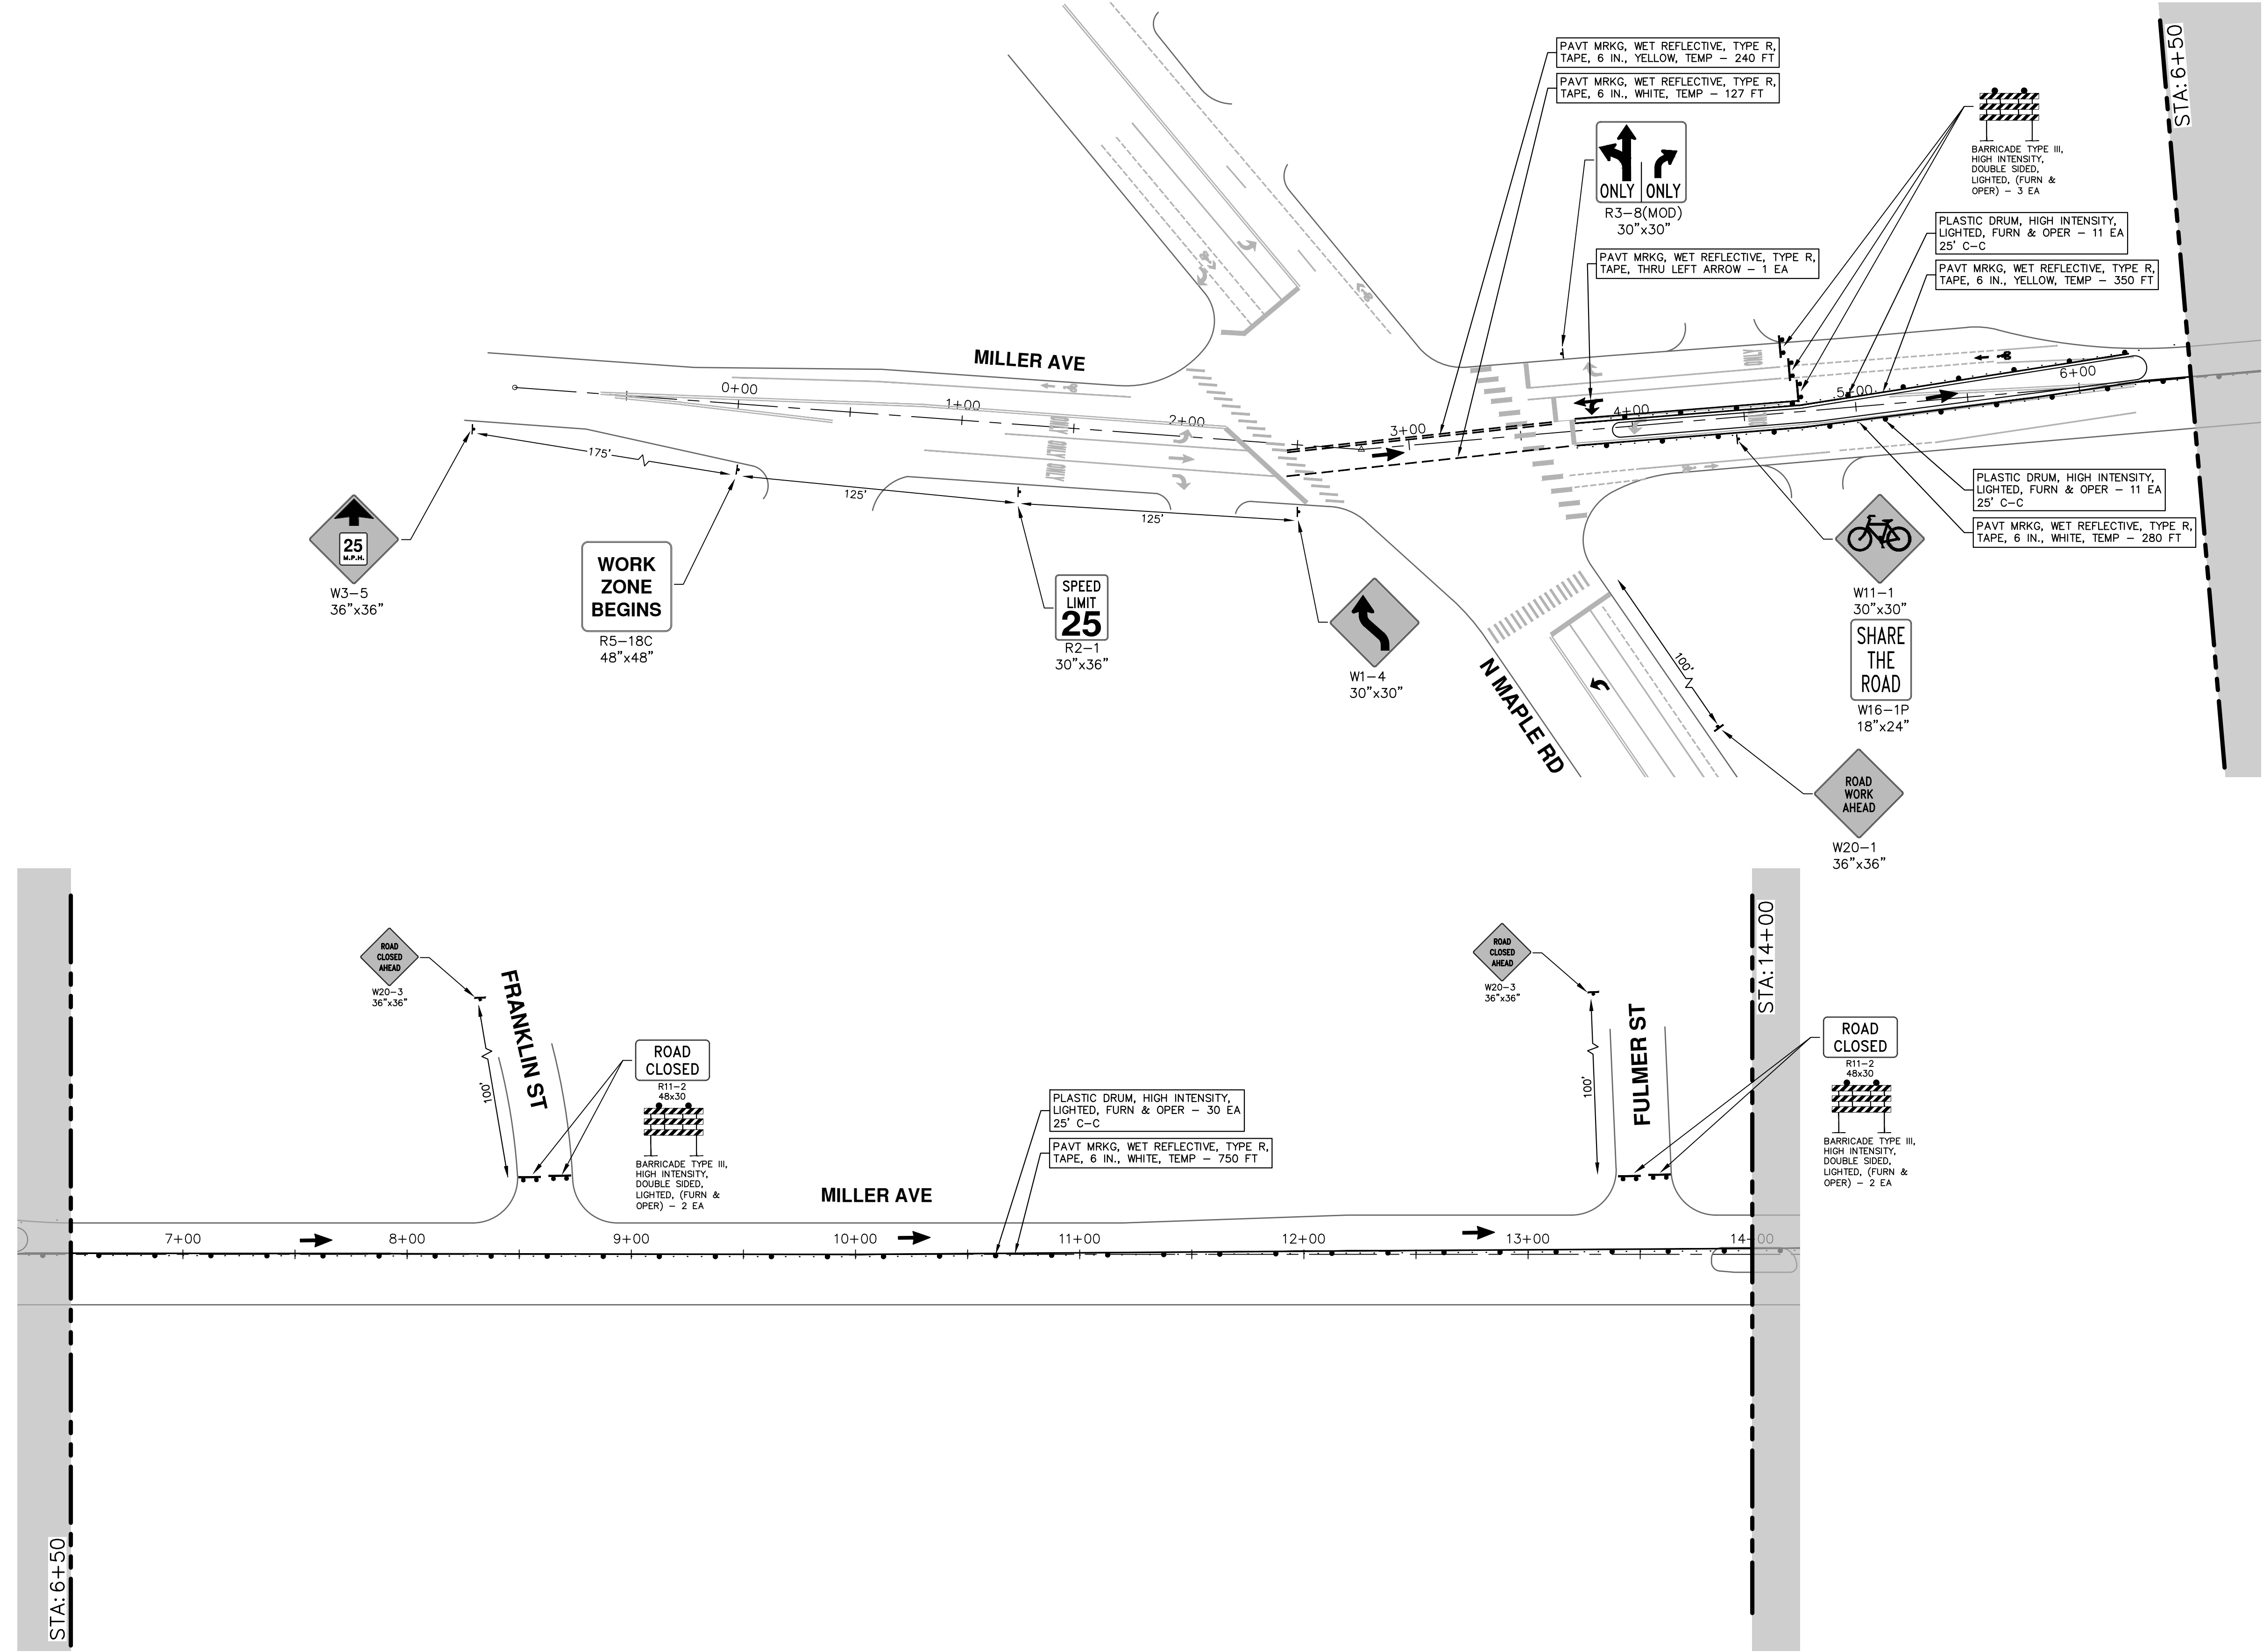 PAVT MRKG, WET REFLECTIVE, TYPE R,
TAPE, 6 IN., YELLOW, TEMP – 240 FT
PAVT MRKG, WET REFLECTIVE, TYPE R,
TAPE, 6 IN., WHITE, TEMP – 127 FT
ONLY ONLY
R3–8(MOD)
30"x30"
PAVT MRKG, WET REFLECTIVE, TYPE R,
TAPE, THRU LEFT ARROW – 1 EA
BARRICADE TYPE III,
HIGH INTENSITY,
DOUBLE SIDED,
LIGHTED, (FURN &
OPER) – 3 EA
STA: 6+50
PLASTIC DRUM, HIGH INTENSITY,
LIGHTED, FURN & OPER – 11 EA
25' C–C
PAVT MRKG, WET REFLECTIVE, TYPE R,
TAPE, 6 IN., YELLOW, TEMP – 350 FT
MILLER AVE
0+00
1+00
2+00
3+00
4+00
5+00
6+00
ONLY
ONLY
ONLY
ONLY
ONLY
175'
125'
125'
25
M.P.H.
W3–5
36"x36"
WORK
ZONE
BEGINS
R5–18C
48"x48"
SPEED
LIMIT
25
R2–1
30"x36"
W1–4
30"x30"
N MAPLE RD
100'
PLASTIC DRUM, HIGH INTENSITY,
LIGHTED, FURN & OPER – 11 EA
25' C–C
PAVT MRKG, WET REFLECTIVE, TYPE R,
TAPE, 6 IN., WHITE, TEMP – 280 FT
W11–1
30"x30"
SHARE
THE
ROAD
W16–1P
18"x24"
ROAD
WORK
AHEAD
W20–1
36"x36"
ROAD
CLOSED
AHEAD
W20–3
36"x36"
FRANKLIN ST
100'
ROAD
CLOSED
R11–2
48x30
BARRICADE TYPE III,
HIGH INTENSITY,
DOUBLE SIDED,
LIGHTED, (FURN &
OPER) – 2 EA
MILLER AVE
PLASTIC DRUM, HIGH INTENSITY,
LIGHTED, FURN & OPER – 30 EA
25' C–C
PAVT MRKG, WET REFLECTIVE, TYPE R,
TAPE, 6 IN., WHITE, TEMP – 750 FT
ROAD
CLOSED
AHEAD
W20–3
36"x36"
100'
FULMER ST
STA: 14+00
ROAD
CLOSED
R11–2
48x30
BARRICADE TYPE III,
HIGH INTENSITY,
DOUBLE SIDED,
LIGHTED, (FURN &
OPER) – 2 EA
7+00
8+00
9+00
10+00
11+00
12+00
13+00
14+00
STA: 6+50